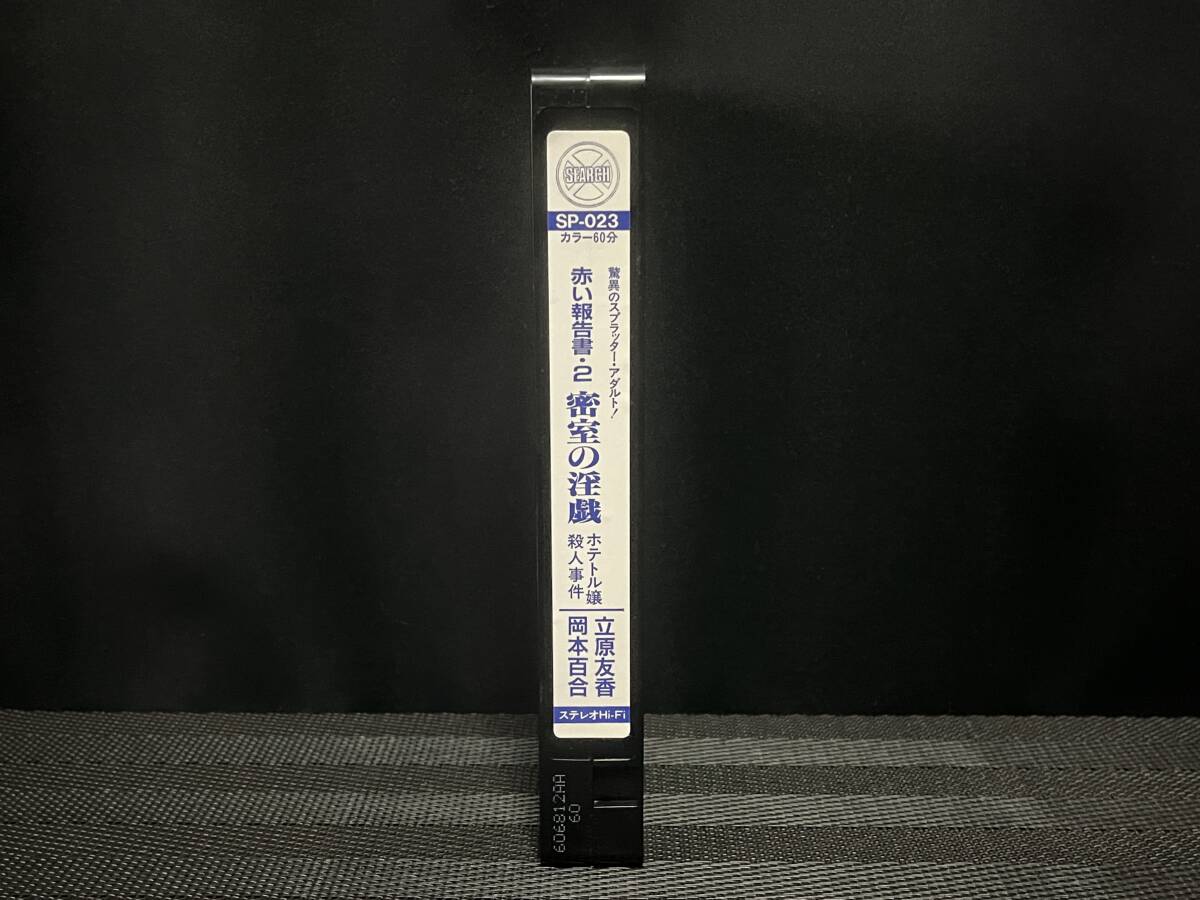 SEARCH
SP-023
カラー60分
驚異のスプラッター・アダルト!
赤い報告書・2 密室の淫戯
ホテトル嬢
殺人事件
立原友香
岡本百合
ステレオHi-Fi
606812AA
60